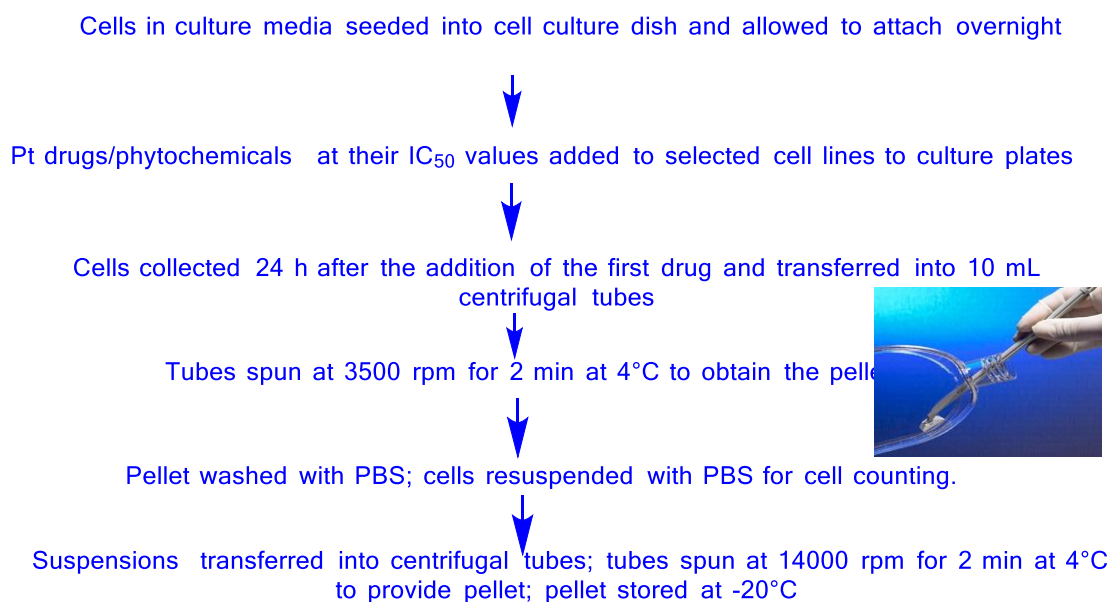 Cells in culture media seeded into cell culture dish and allowed to attach overnight
Pt drugs/phytochemicals at their IC50 values added to selected cell lines to culture plates
Cells collected 24 h after the addition of the first drug and transferred into 10 mL
centrifugal tubes
Tubes spun at 3500 rpm for 2 min at 4°C to obtain the
Pellet washed with PBS; cells resuspended with PBS for cell counting.
Suspensions transferred into centrifugal tubes; tubes spun at 14000 rpm for 2 min at 4°C
to provide pellet; pellet stored at -20°C